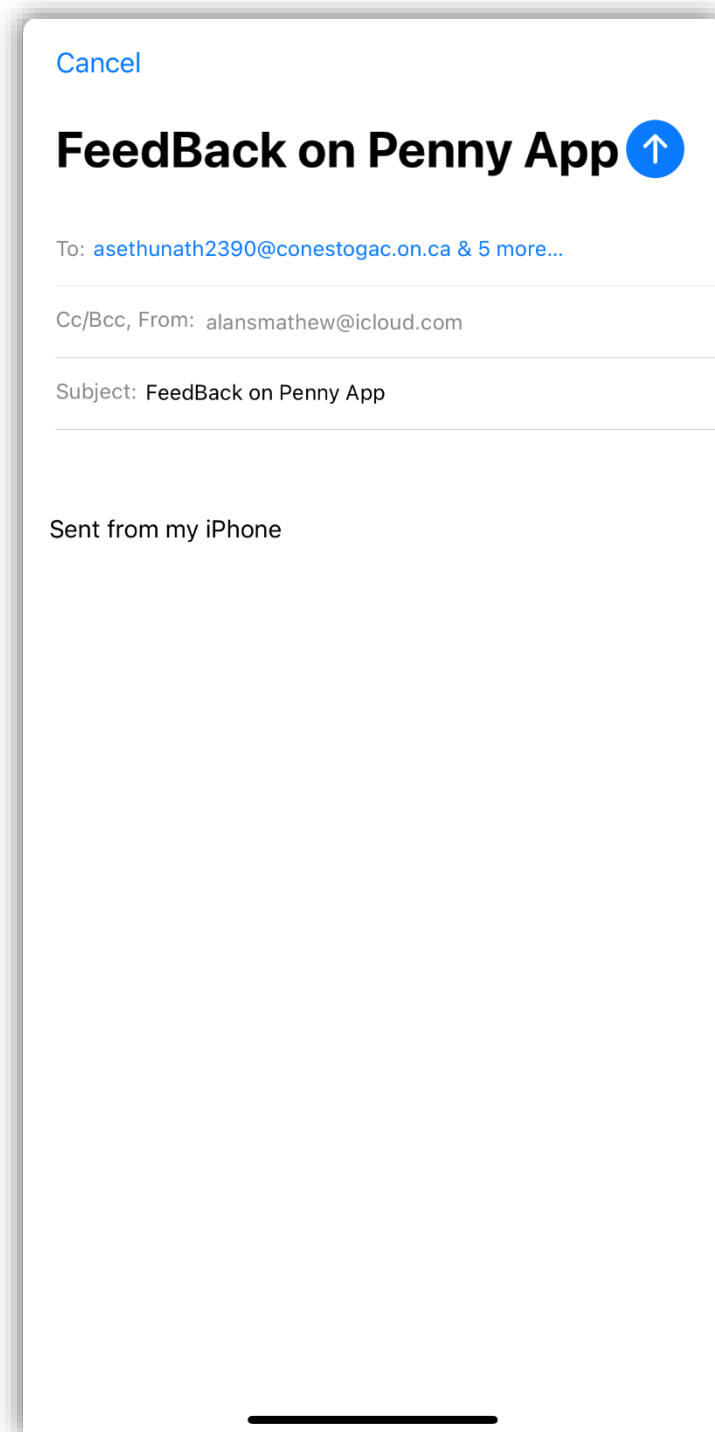 Cancel
FeedBack on Penny App
To: asethunath2390@conestogac.on.ca & 5 more...
Cc/Bcc, From: alansmathew@icloud.com
Subject: FeedBack on Penny App
Sent from my iPhone